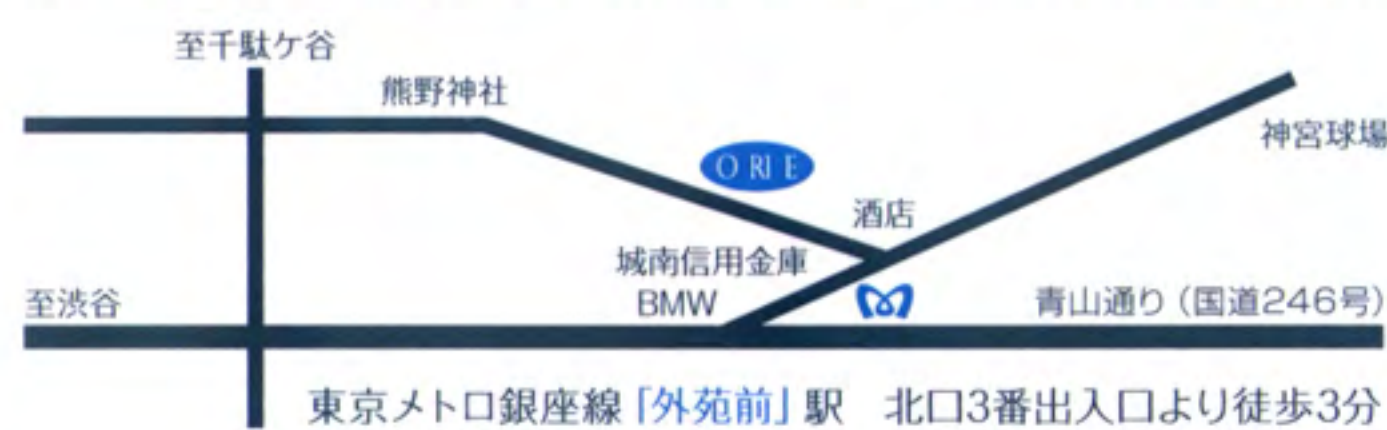 至千駄ケ谷
熊野神社
神宮球場
ORIE
酒店
城南信用金庫
BMW
至渋谷
青山通り（国道246号）
東京メトロ銀座線「外苑前」駅　北口3番出入口より徒歩3分